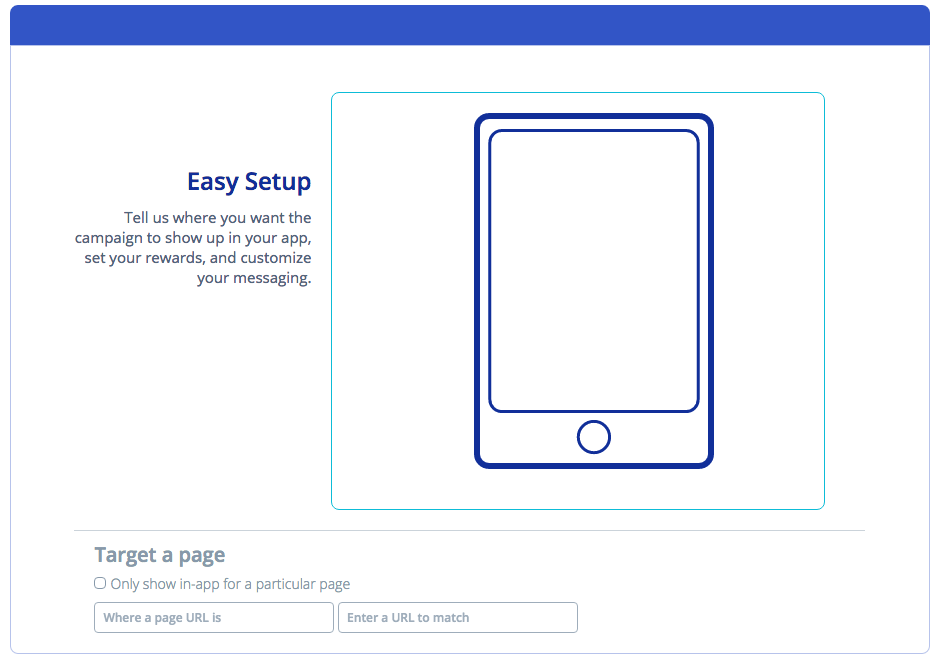 Easy Setup
Tell us where you want the
campaign to show up in your app,
set your rewards, and customize
your messaging.
Target a page
Only show in-app for a particular page
Where a page URL is
Enter a URL to match